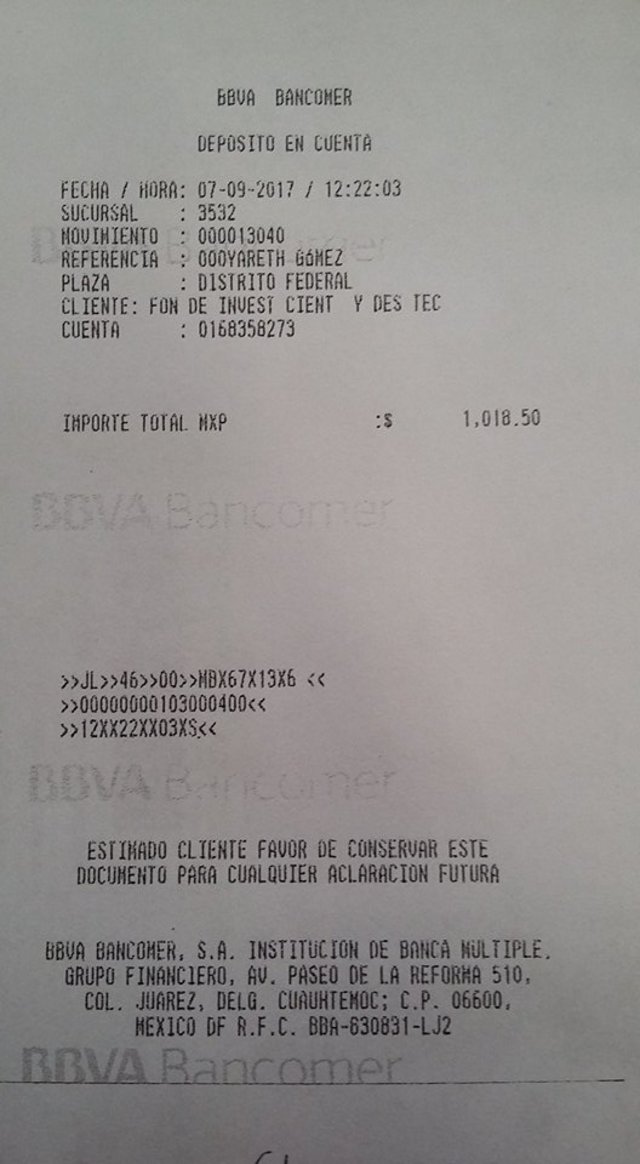 BBVA BANCOMER
DEPOSITO EN CUENTA
FECHA / HORA: 07-09-2017 / 12:22:03
SUCURSAL : 3532
MOVIMIENTO : 000013040
REFERENCIA : 000YARETH GóMEZ
PLAZA : DISTRITO FEDERAL
CLIENTE: FON DE INVEST CIENT Y DES TEC
CUENTA : 0168358273
IMPORTE TOTAL MXP :$ 1,018.50
BBVA Bancomer
>>JL>>46>>00>>MBX67X13X6 <<
>>00000000103000400<<
>>12XX22XX03XS<<
BBVA Bancomer
ESTIMADO CLIENTE FAVOR DE CONSERVAR ESTE
DOCUMENTO PARA CUALQUIER ACLARACION FUTURA
BBVA BANCOMER, S.A. INSTITUCION DE BANCA MULTIPLE,
GRUPO FINANCIERO, AV. PASEO DE LA REFORMA 510,
COL. JUAREZ, DELG. CUAUHTEMOC; C.P. 06600,
MEXICO DF R.F.C. BBA-830831-LJ2
BBVA Bancomer